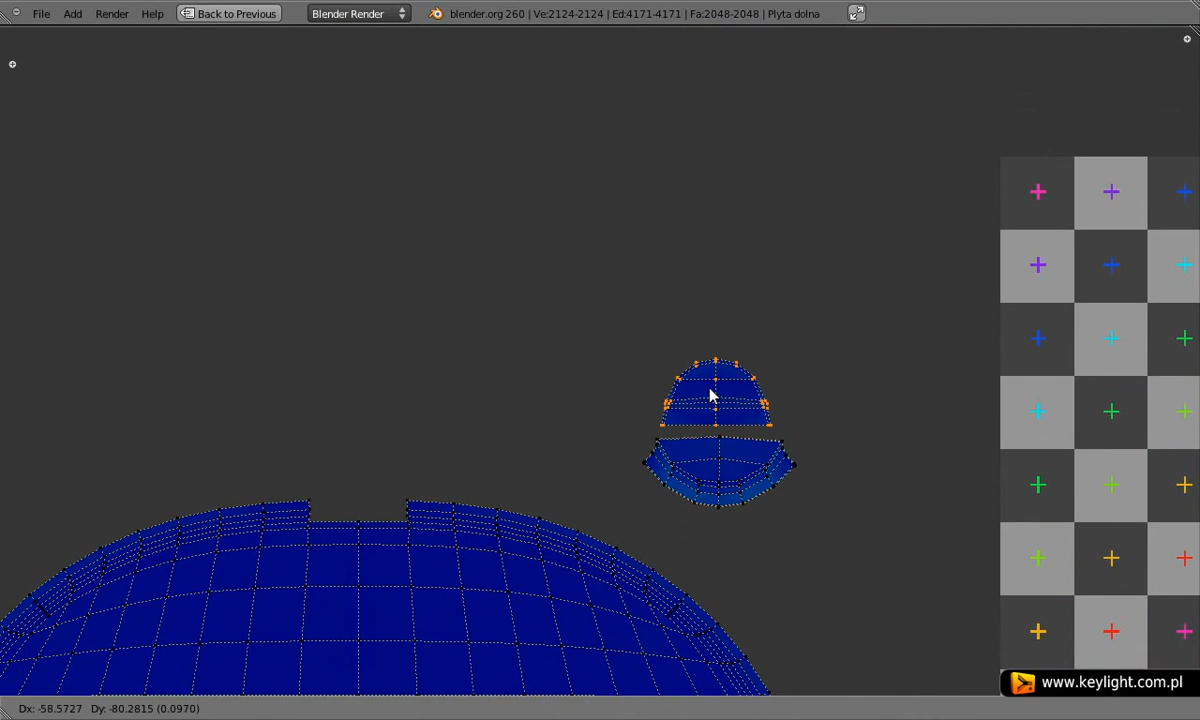 File Add Render Help Back to Previous Blender Render blender.org 260 | Ve:2124-2124 | Ed:4171-4171 | Fa:2048-2048 | Plyta dolna
www.keylight.com.pl
Dx: -58.5727 Dy: -80.2815 (0.0970)